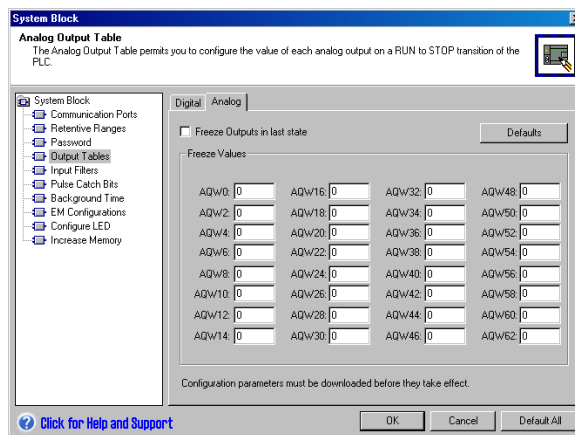 System Block
Analog Output Table
The Analog Output Table permits you to configure the value of each analog output on a RUN to STOP transition of the
PLC.
System Block
Communication Ports
Retentive Ranges
Password
Output Tables
Input Filters
Pulse Catch Bits
Background Time
EM Configurations
Configure LED
Increase Memory
Digital Analog
Freeze Outputs in last state
Defaults
Freeze Values
AQW0: 0 AQW16: 0 AQW32: 0 AQW48: 0
AQW2: 0 AQW18: 0 AQW34: 0 AQW50: 0
AQW4: 0 AQW20: 0 AQW36: 0 AQW52: 0
AQW6: 0 AQW22: 0 AQW38: 0 AQW54: 0
AQW8: 0 AQW24: 0 AQW40: 0 AQW56: 0
AQW10: 0 AQW26: 0 AQW42: 0 AQW58: 0
AQW12: 0 AQW28: 0 AQW44: 0 AQW60: 0
AQW14: 0 AQW30: 0 AQW46: 0 AQW62: 0
Configuration parameters must be downloaded before they take effect.
? Click for Help and Support
OK Cancel Default All